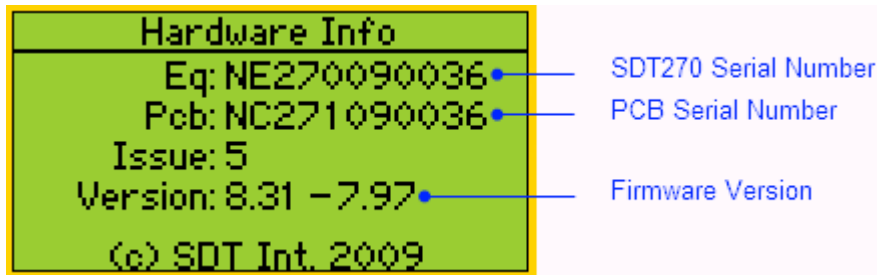 Hardware Info
Eq: NE270090036
SDT270 Serial Number
Pcb: NC271090036
PCB Serial Number
Issue: 5
Version: 8.31 -7.97
Firmware Version
(c) SDT Int. 2009